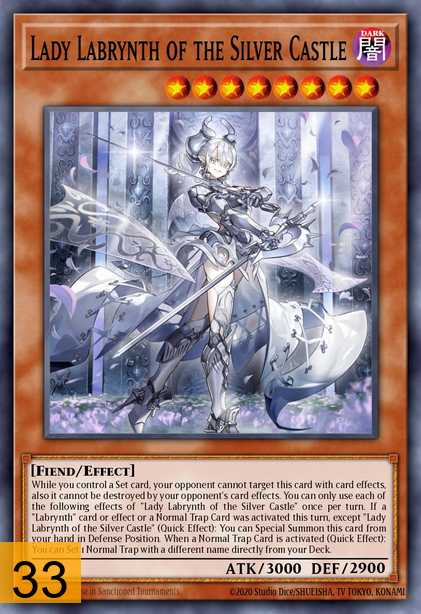 LADY LABRYNTH OF THE SILVER CASTLE
DARK
闇
[FIEND/EFFECT]
While you control a Set card, your opponent cannot target this card with card effects,
also it cannot be destroyed by your opponent's card effects. You can only use each of
the following effects of "Lady Labrynth of the Silver Castle" once per turn. If a
"Labrynth" card or effect or a Normal Trap Card was activated this turn, except "Lady
Labrynth of the Silver Castle" (Quick Effect): You can Special Summon this card from
your hand in Defense Position. When a Normal Trap Card is activated (Quick Effect):
You can Set 1 Normal Trap with a different name directly from your Deck.
ATK/3000 DEF/2900
33
Use in Sanctioned Tournaments
©2020 Studio Dice/SHUEISHA, TV TOKYO, KONAMI